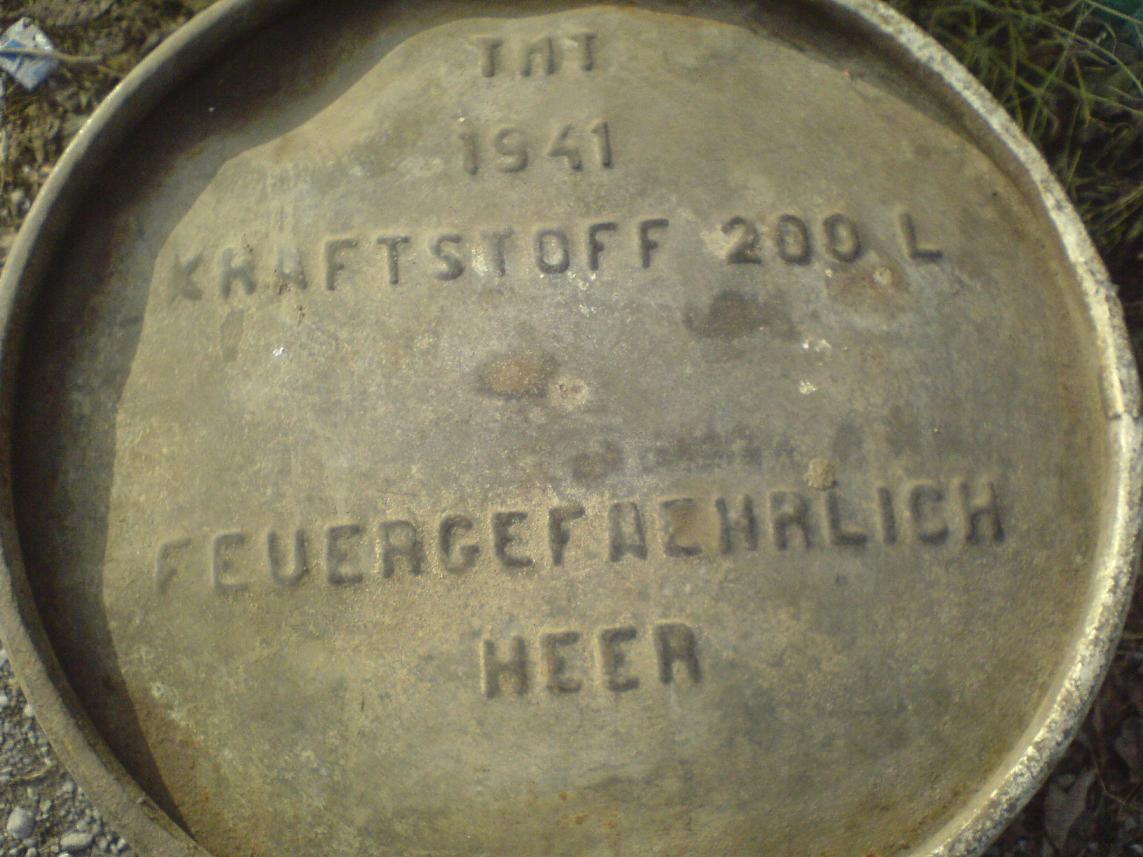 TMT
1941
KRAFTSTOFF 200 L
FEUERGEFAEHRLICH
HEER